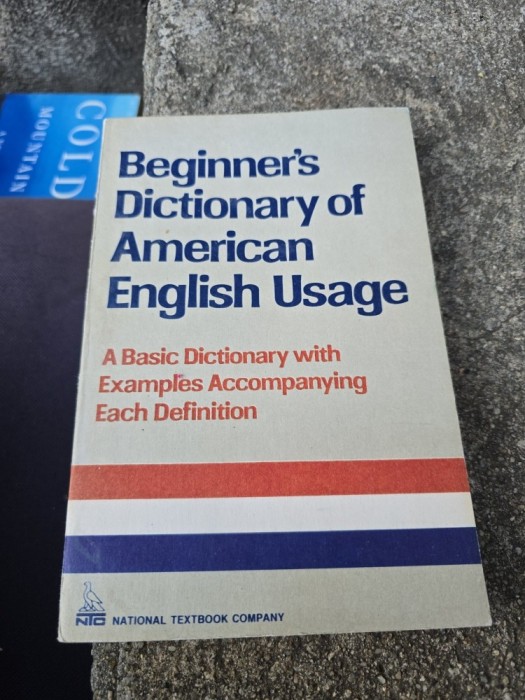 Beginner's
Dictionary of
American
English Usage
A Basic Dictionary with
Examples Accompanying
Each Definition
NTC NATIONAL TEXTBOOK COMPANY
COLD
MOUNTAIN